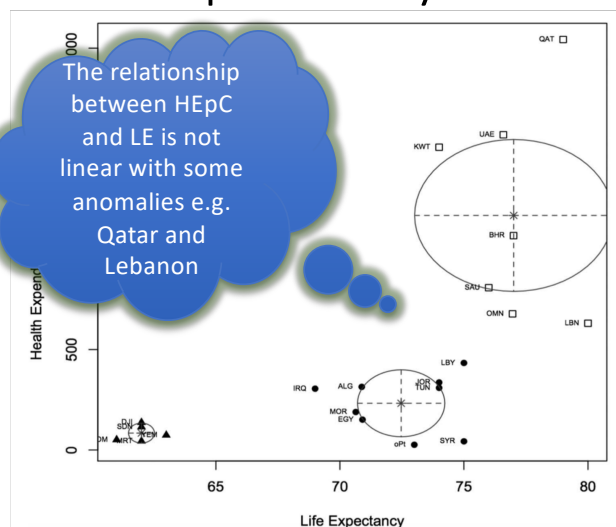 The relationship
between HEpC
and LE is not
linear with some
anomalies e.g.
Qatar and
Lebanon
QAT
UAE
KWT
BHR
SAU
OMN
LBN
500
LBY
JOR
TUN
ALG
IRQ
MOR
EGY
SYR
oPt
DJI
SDN
YEM
MRT
0
65
70
75
80
Health Expend
Life Expectancy